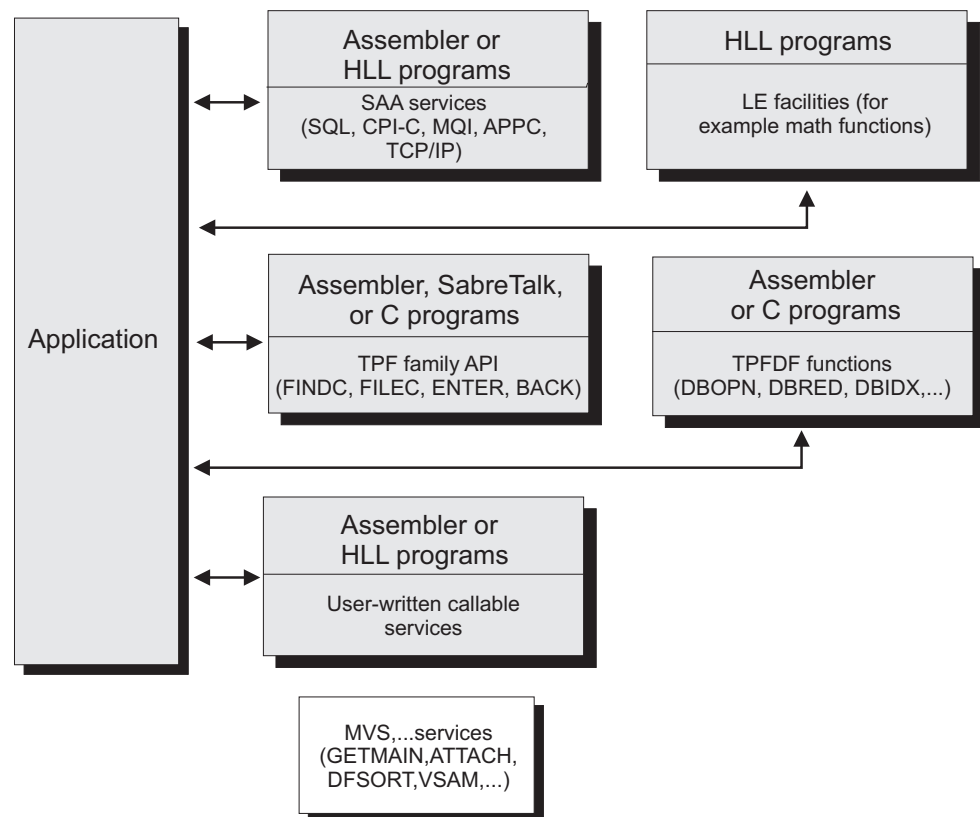 Application
Assembler or
HLL programs
SAA services
(SQL, CPI-C, MQI, APPC,
TCP/IP)
HLL programs
LE facilities (for
example math functions)
Assembler, SabreTalk,
or C programs
TPF family API
(FINDC, FILEC, ENTER, BACK)
Assembler
or C programs
TPFDF functions
(DBOPN, DBRED, DBIDX,...)
Assembler or
HLL programs
User-written callable
services
MVS,...services
(GETMAIN,ATTACH,
DFSORT,VSAM,...)